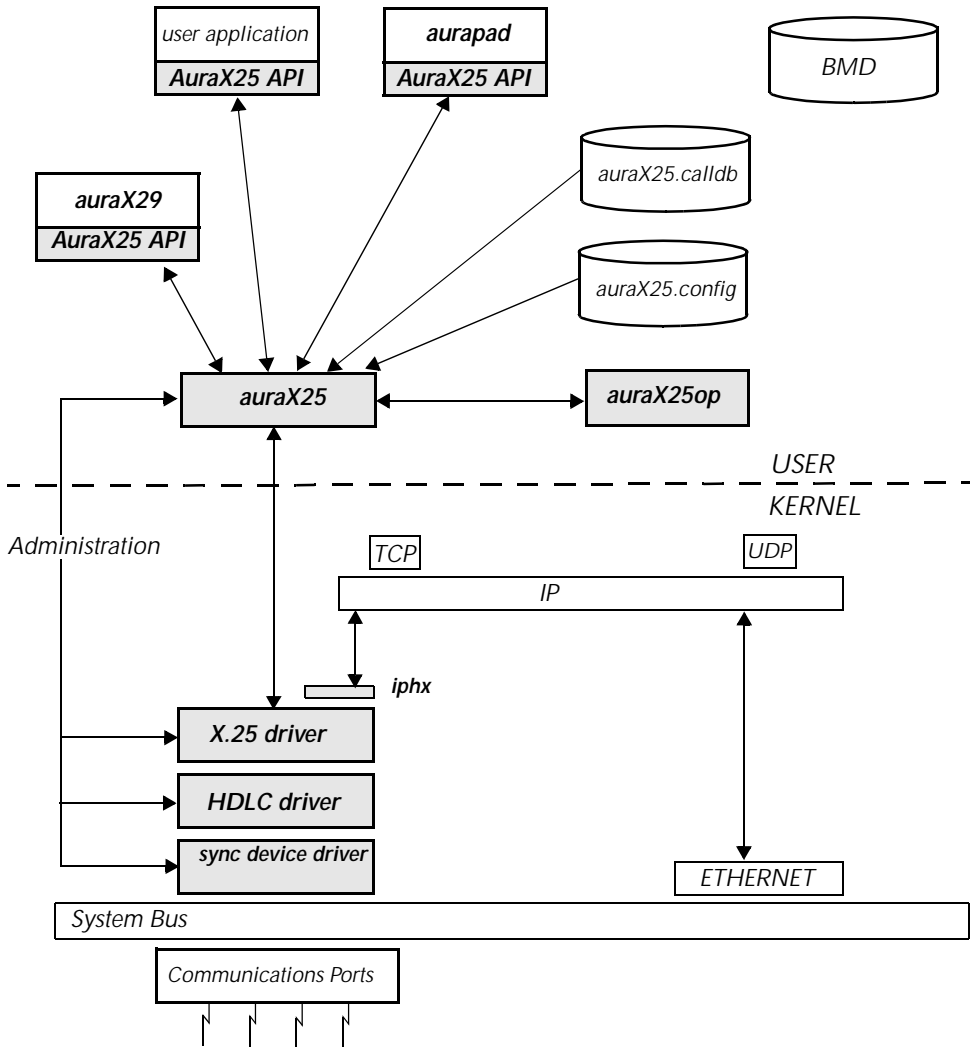 user application
AuraX25 API
aurapad
AuraX25 API
BMD
auraX25.calldb
auraX29
AuraX25 API
auraX25.config
auraX25
auraX25op
USER
KERNEL
Administration
TCP
UDP
IP
iphx
X.25 driver
HDLC driver
sync device driver
ETHERNET
System Bus
Communications Ports